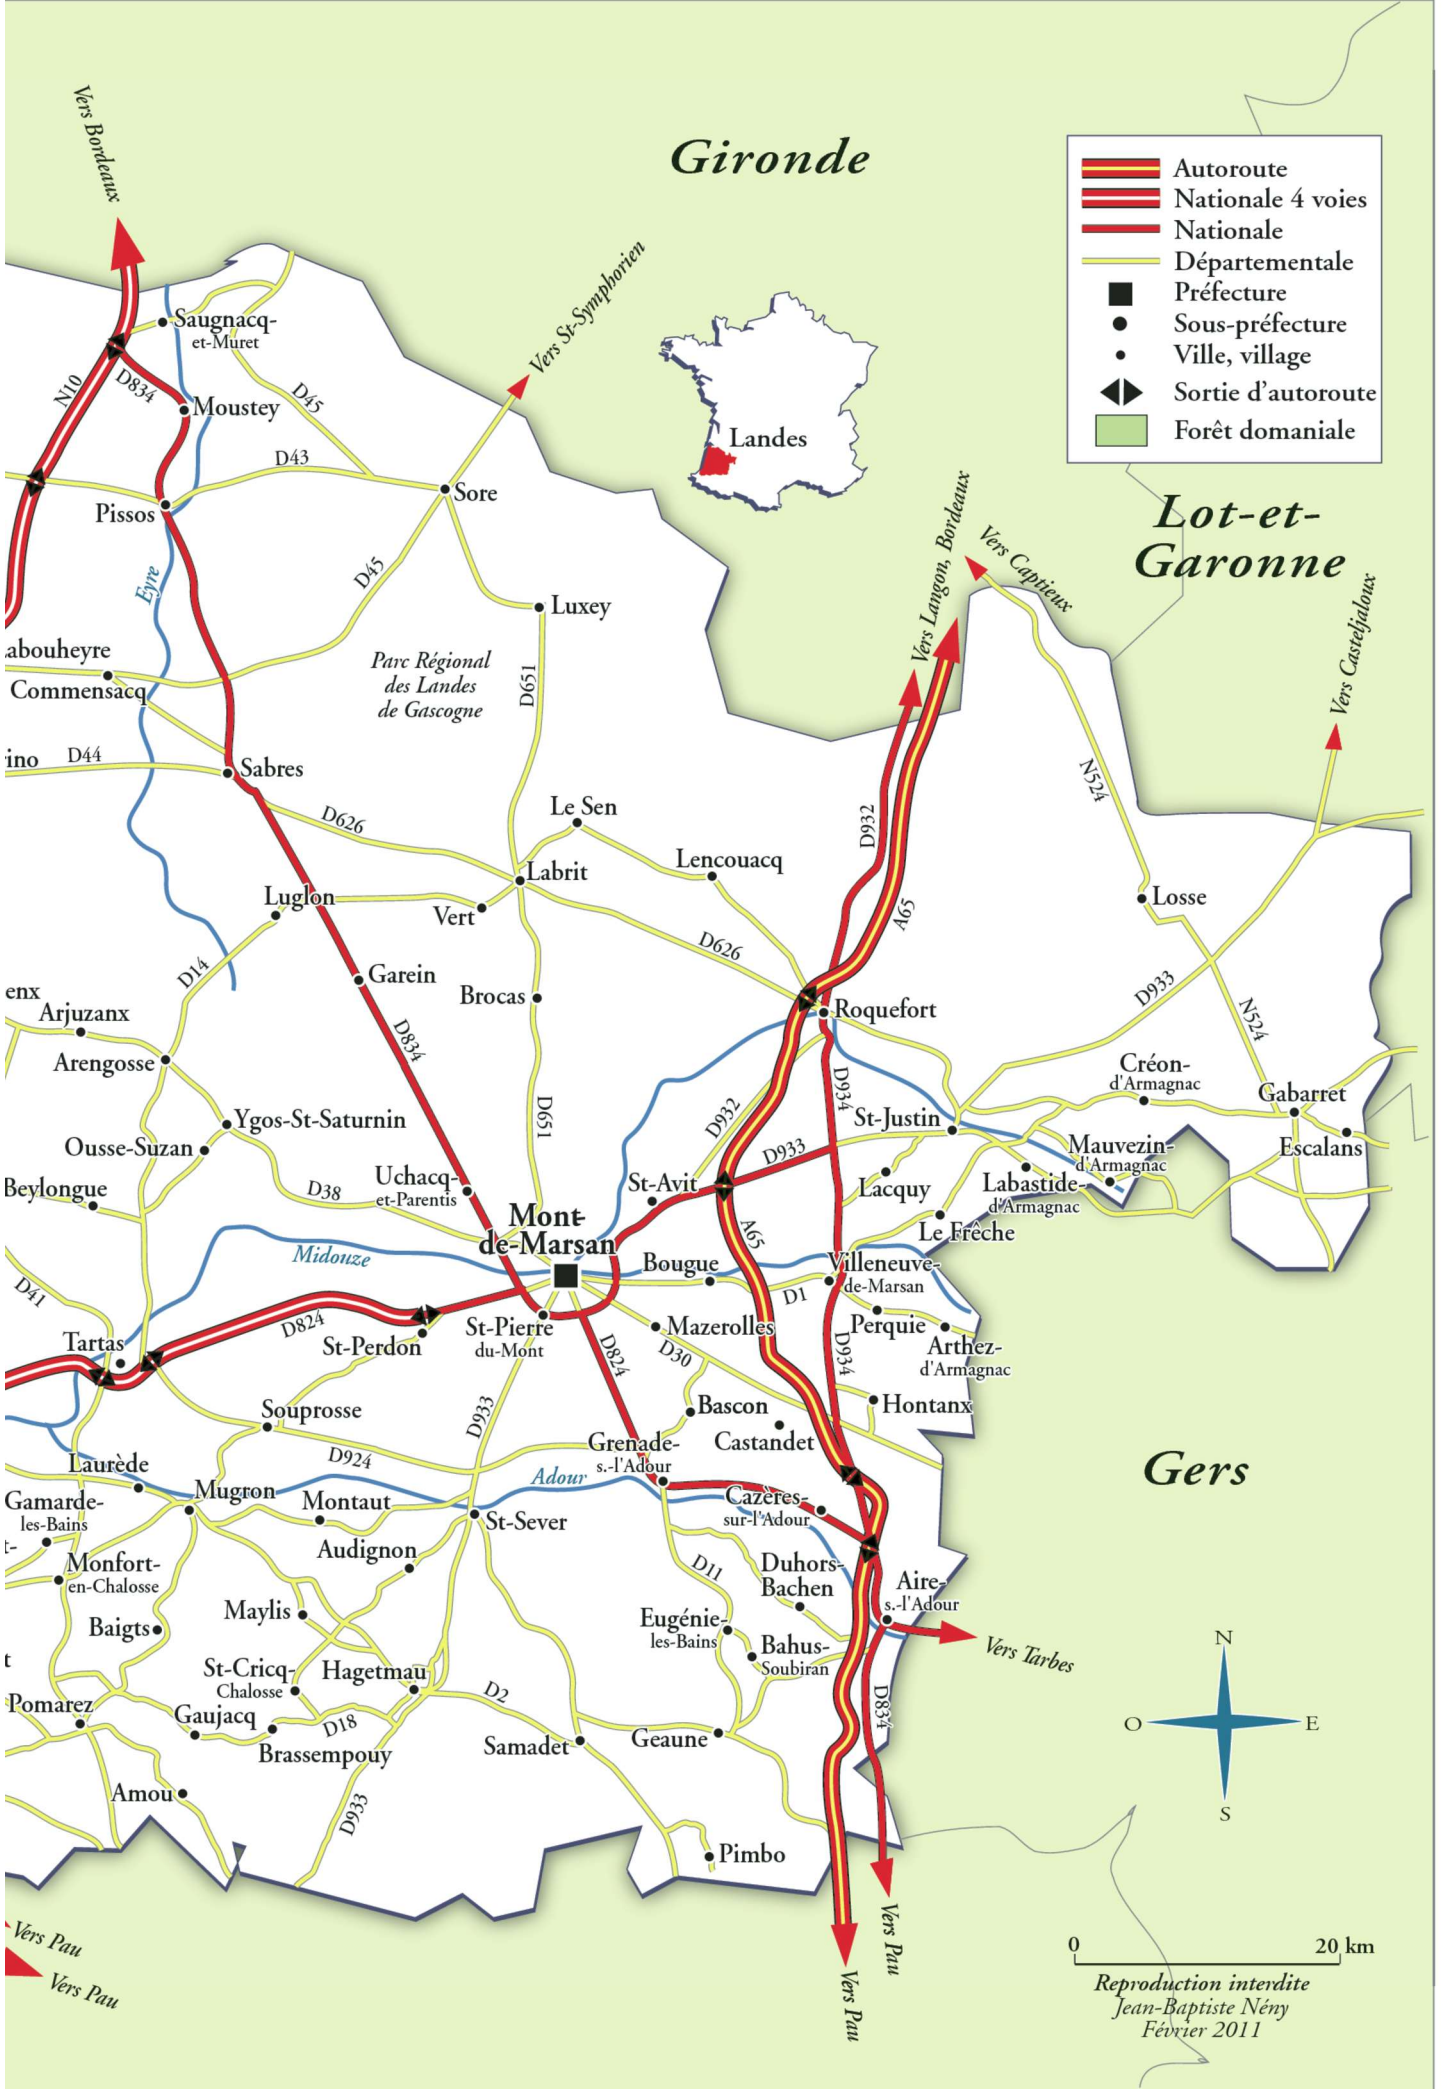 Vers Bordeaux
Gironde
Autoroute
Nationale 4 voies
Nationale
Départementale
Préfecture
Sous-préfecture
Ville, village
Sortie d'autoroute
Forêt domaniale
Vers St-Symphorien
Landes
Saugnacq-
et-Muret
N10
D834
D45
Moustey
D43
Sore
Pissos
Vers Langon, Bordeaux
Vers Captieux
Lot-et-
Garonne
Vers Casteljaloux
Eyre
D45
Luxey
abouheyre
Commensacq
Parc Régional
des Landes
de Gascogne
D651
rino
D44
Sabres
N524
D626
Le Sen
D932
Lencouacq
Labrit
Luglon
Vert
A65
Losse
D626
D14
Garein
Brocas
D933
enx
Arjuzanx
Roquefort
N524
D834
Arengosse
Créon-
d'Armagnac
Gabarret
D934
St-Justin
Ygos-St-Saturnin
D651
D932
Ousse-Suzan
D933
Mauvezin-
d'Armagnac
Escalans
Beylongue
D38
Uchacq-
et-Parentis
St-Avit
Lacquy
Labastide-
d'Armagnac
Mont-
de-Marsan
A65
Le Frêche
Midouze
Bougue
Villeneuve-
de-Marsan
D41
D1
D824
Tartas
St-Perdon
St-Pierre
du-Mont
Mazerolles
Perquie
Arthez-
d'Armagnac
D824
D30
D934
Souprosse
D933
Bascon
Hontanx
Castandet
D924
Grenade-
s.-l'Adour
Gers
Laurède
Adour
Mugron
Montaut
Cazères-
sur-l'Adour
Gamarde-
les-Bains
St-Sever
t-
Monfort-
en-Chalosse
Audignon
D11
Duhors-
Bachen
Aire-
s.-l'Adour
Maylis
Baigts
Eugénie-
les-Bains
Bahus-
Soubiran
Vers Tarbes
N
O
E
S
t
St-Cricq-
Chalosse
Hagetmau
D2
D834
Pomarez
Gaujacq
D18
Brassempouy
Samadet
Geaune
Amou
D933
Pimbo
Vers Pau
Vers Pau
Vers Pau
Vers Pau
0
20 km
Reproduction interdite
Jean-Baptiste Nény
Février 2011